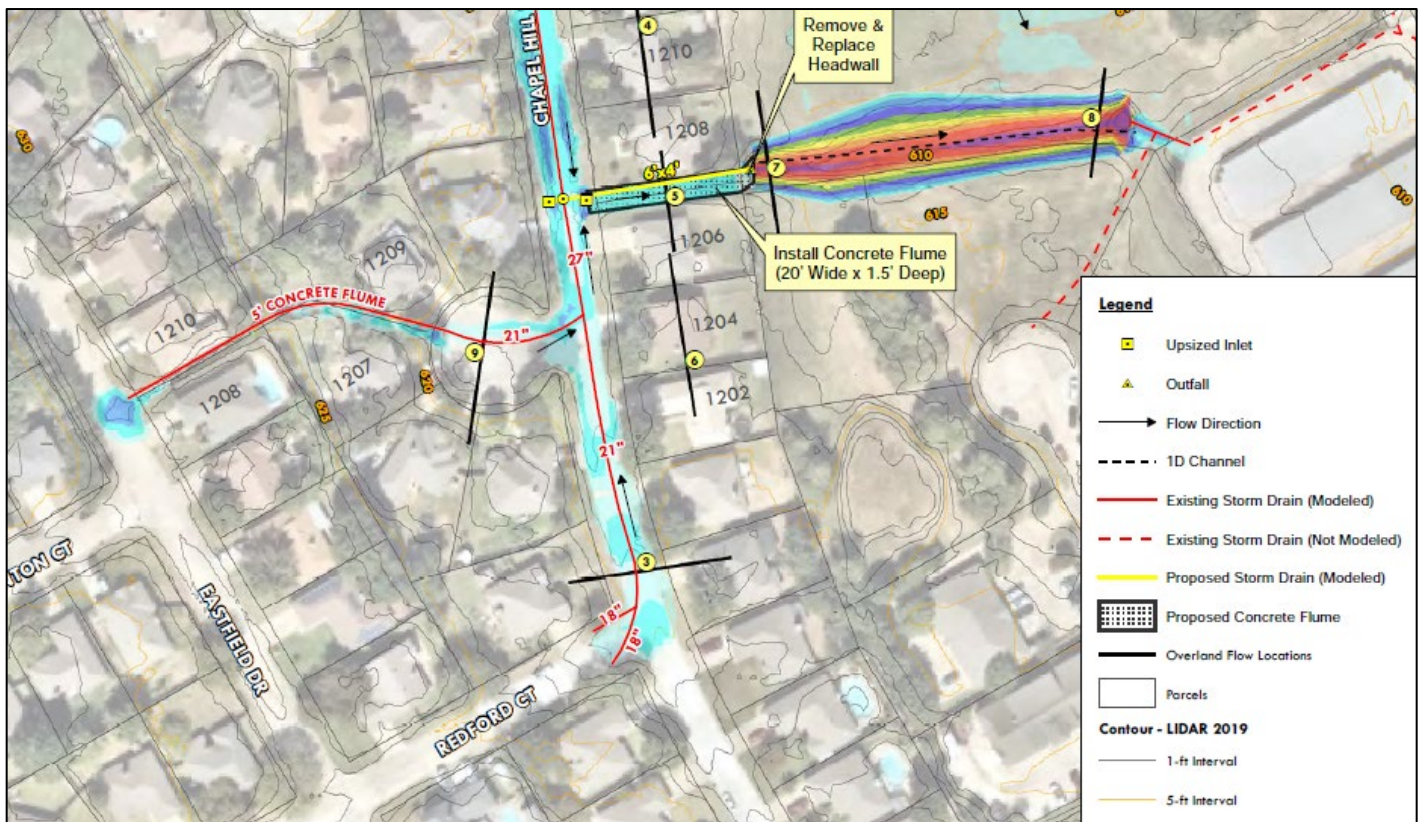 CHAPEL HILL
4
1210
Remove &
Replace
Headwall
60
630
1208
8
7
610
6'x4'
5
615
610
1206
Install Concrete Flume
(20' Wide x 1.5' Deep)
1209
27"
5' CONCRETE FLUME
1210
21"
9
1204
6
1208
1207
620
625
1202
21"
3
18"
18"
TON CT
EASTFIELD DR
REDFORD CT
Legend
Upsized Inlet
Outfall
Flow Direction
1D Channel
Existing Storm Drain (Modeled)
Existing Storm Drain (Not Modeled)
Proposed Storm Drain (Modeled)
Proposed Concrete Flume
Overland Flow Locations
Parcels
Contour - LIDAR 2019
1-ft Interval
5-ft Interval